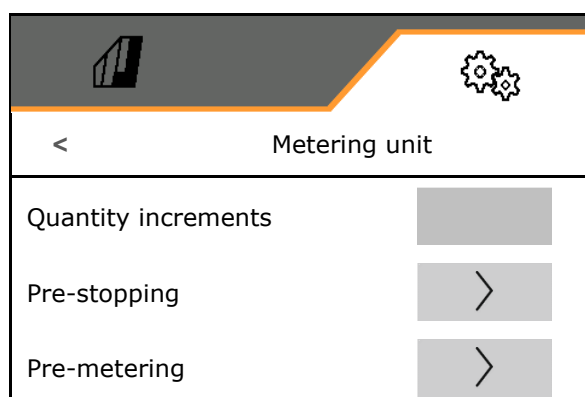 < Metering unit
Quantity increments
Pre-stopping
Pre-metering